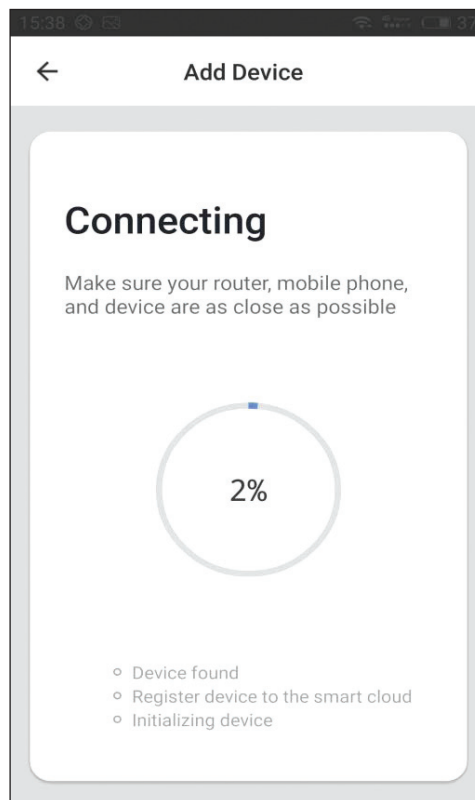 15:38
37
Add Device
Connecting
Make sure your router, mobile phone,
and device are as close as possible
2%
Device found
Register device to the smart cloud
Initializing device